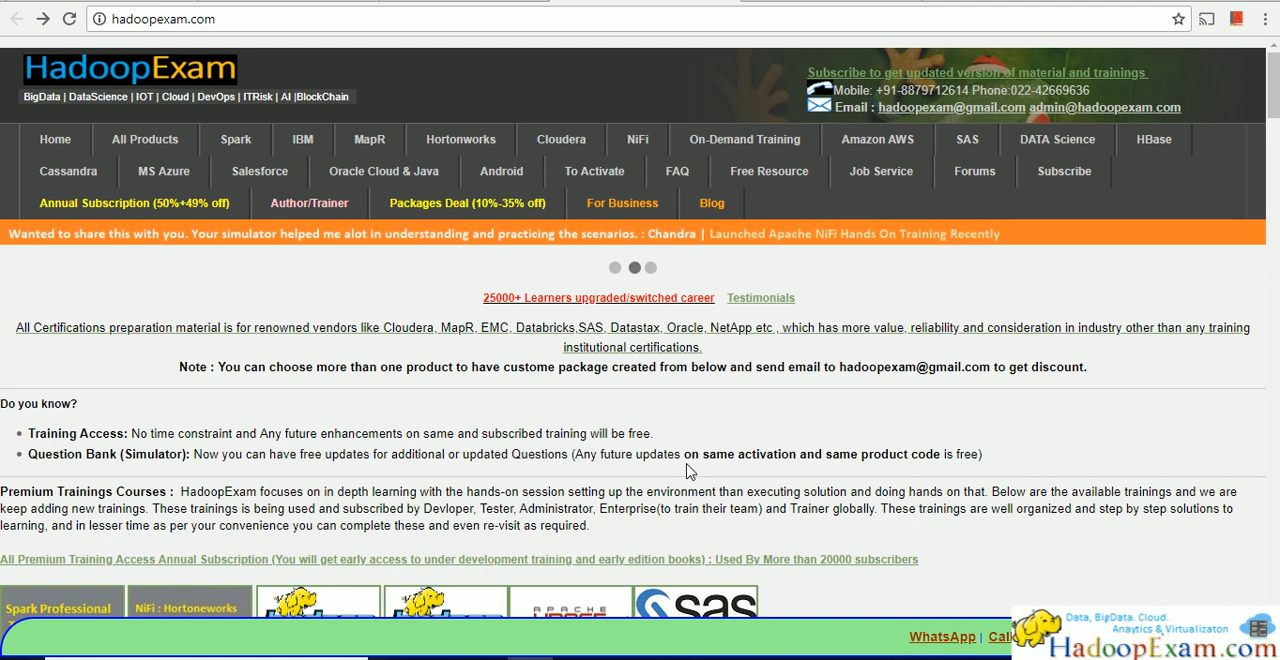 hadoopexam.com
HadoopExam
BigData | DataScience | IOT | Cloud | DevOps | ITRisk | AI |BlockChain
Subscribe to get updated version of material and trainings
Mobile: +91-8879712614 Phone:022-42669636
Email : hadoopexam@gmail.com admin@hadoopexam.com
Home All Products Spark IBM MapR Hortonworks Cloudera NiFi On-Demand Training Amazon AWS SAS DATA Science HBase
Cassandra MS Azure Salesforce Oracle Cloud & Java Android To Activate FAQ Free Resource Job Service Forums Subscribe
Annual Subscription (50%+49% off) Author/Trainer Packages Deal (10%-35% off) For Business Blog
Wanted to share this with you. Your simulator helped me alot in understanding and practicing the scenarios. : Chandra | Launched Apache NiFi Hands On Training Recently
25000+ Learners upgraded/switched career Testimonials
All Certifications preparation material is for renowned vendors like Cloudera, MapR, EMC, Databricks,SAS, Datastax, Oracle, NetApp etc , which has more value, reliability and consideration in industry other than any training
institutional certifications.
Note : You can choose more than one product to have custome package created from below and send email to hadoopexam@gmail.com to get discount.
Do you know?
• Training Access: No time constraint and Any future enhancements on same and subscribed training will be free.
• Question Bank (Simulator): Now you can have free updates for additional or updated Questions (Any future updates on same activation and same product code is free)
Premium Trainings Courses : HadoopExam focuses on in depth learning with the hands-on session setting up the environment than executing solution and doing hands on that. Below are the available trainings and we are
keep adding new trainings. These trainings is being used and subscribed by Devloper, Tester, Administrator, Enterprise(to train their team) and Trainer globally. These trainings are well organized and step by step solutions to
learning, and in lesser time as per your convenience you can complete these and even re-visit as required.
All Premium Training Access Annual Subscription (You will get early access to under development training and early edition books) : Used By More than 20000 subscribers
Spark Professional NiFi : Hortoneworks APACHE sas
WhatsApp |
Data, BigData. Cloud.
Anaytics & Virtualizaton
HadoopExam.com